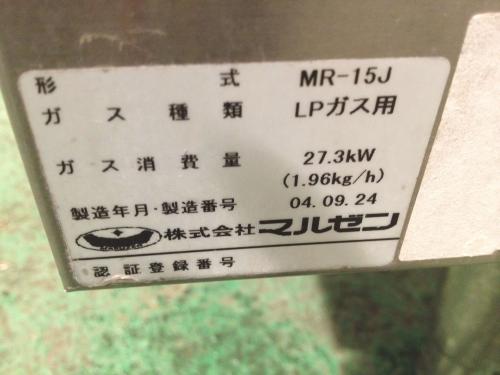 形式 MR-15J
ガス種類 LPガス用
ガス消費量 27.3kW
(1.96kg/h)
製造年月・製造番号 04.09.24
MARUZEN 株式会社マルゼン
認証登録番号